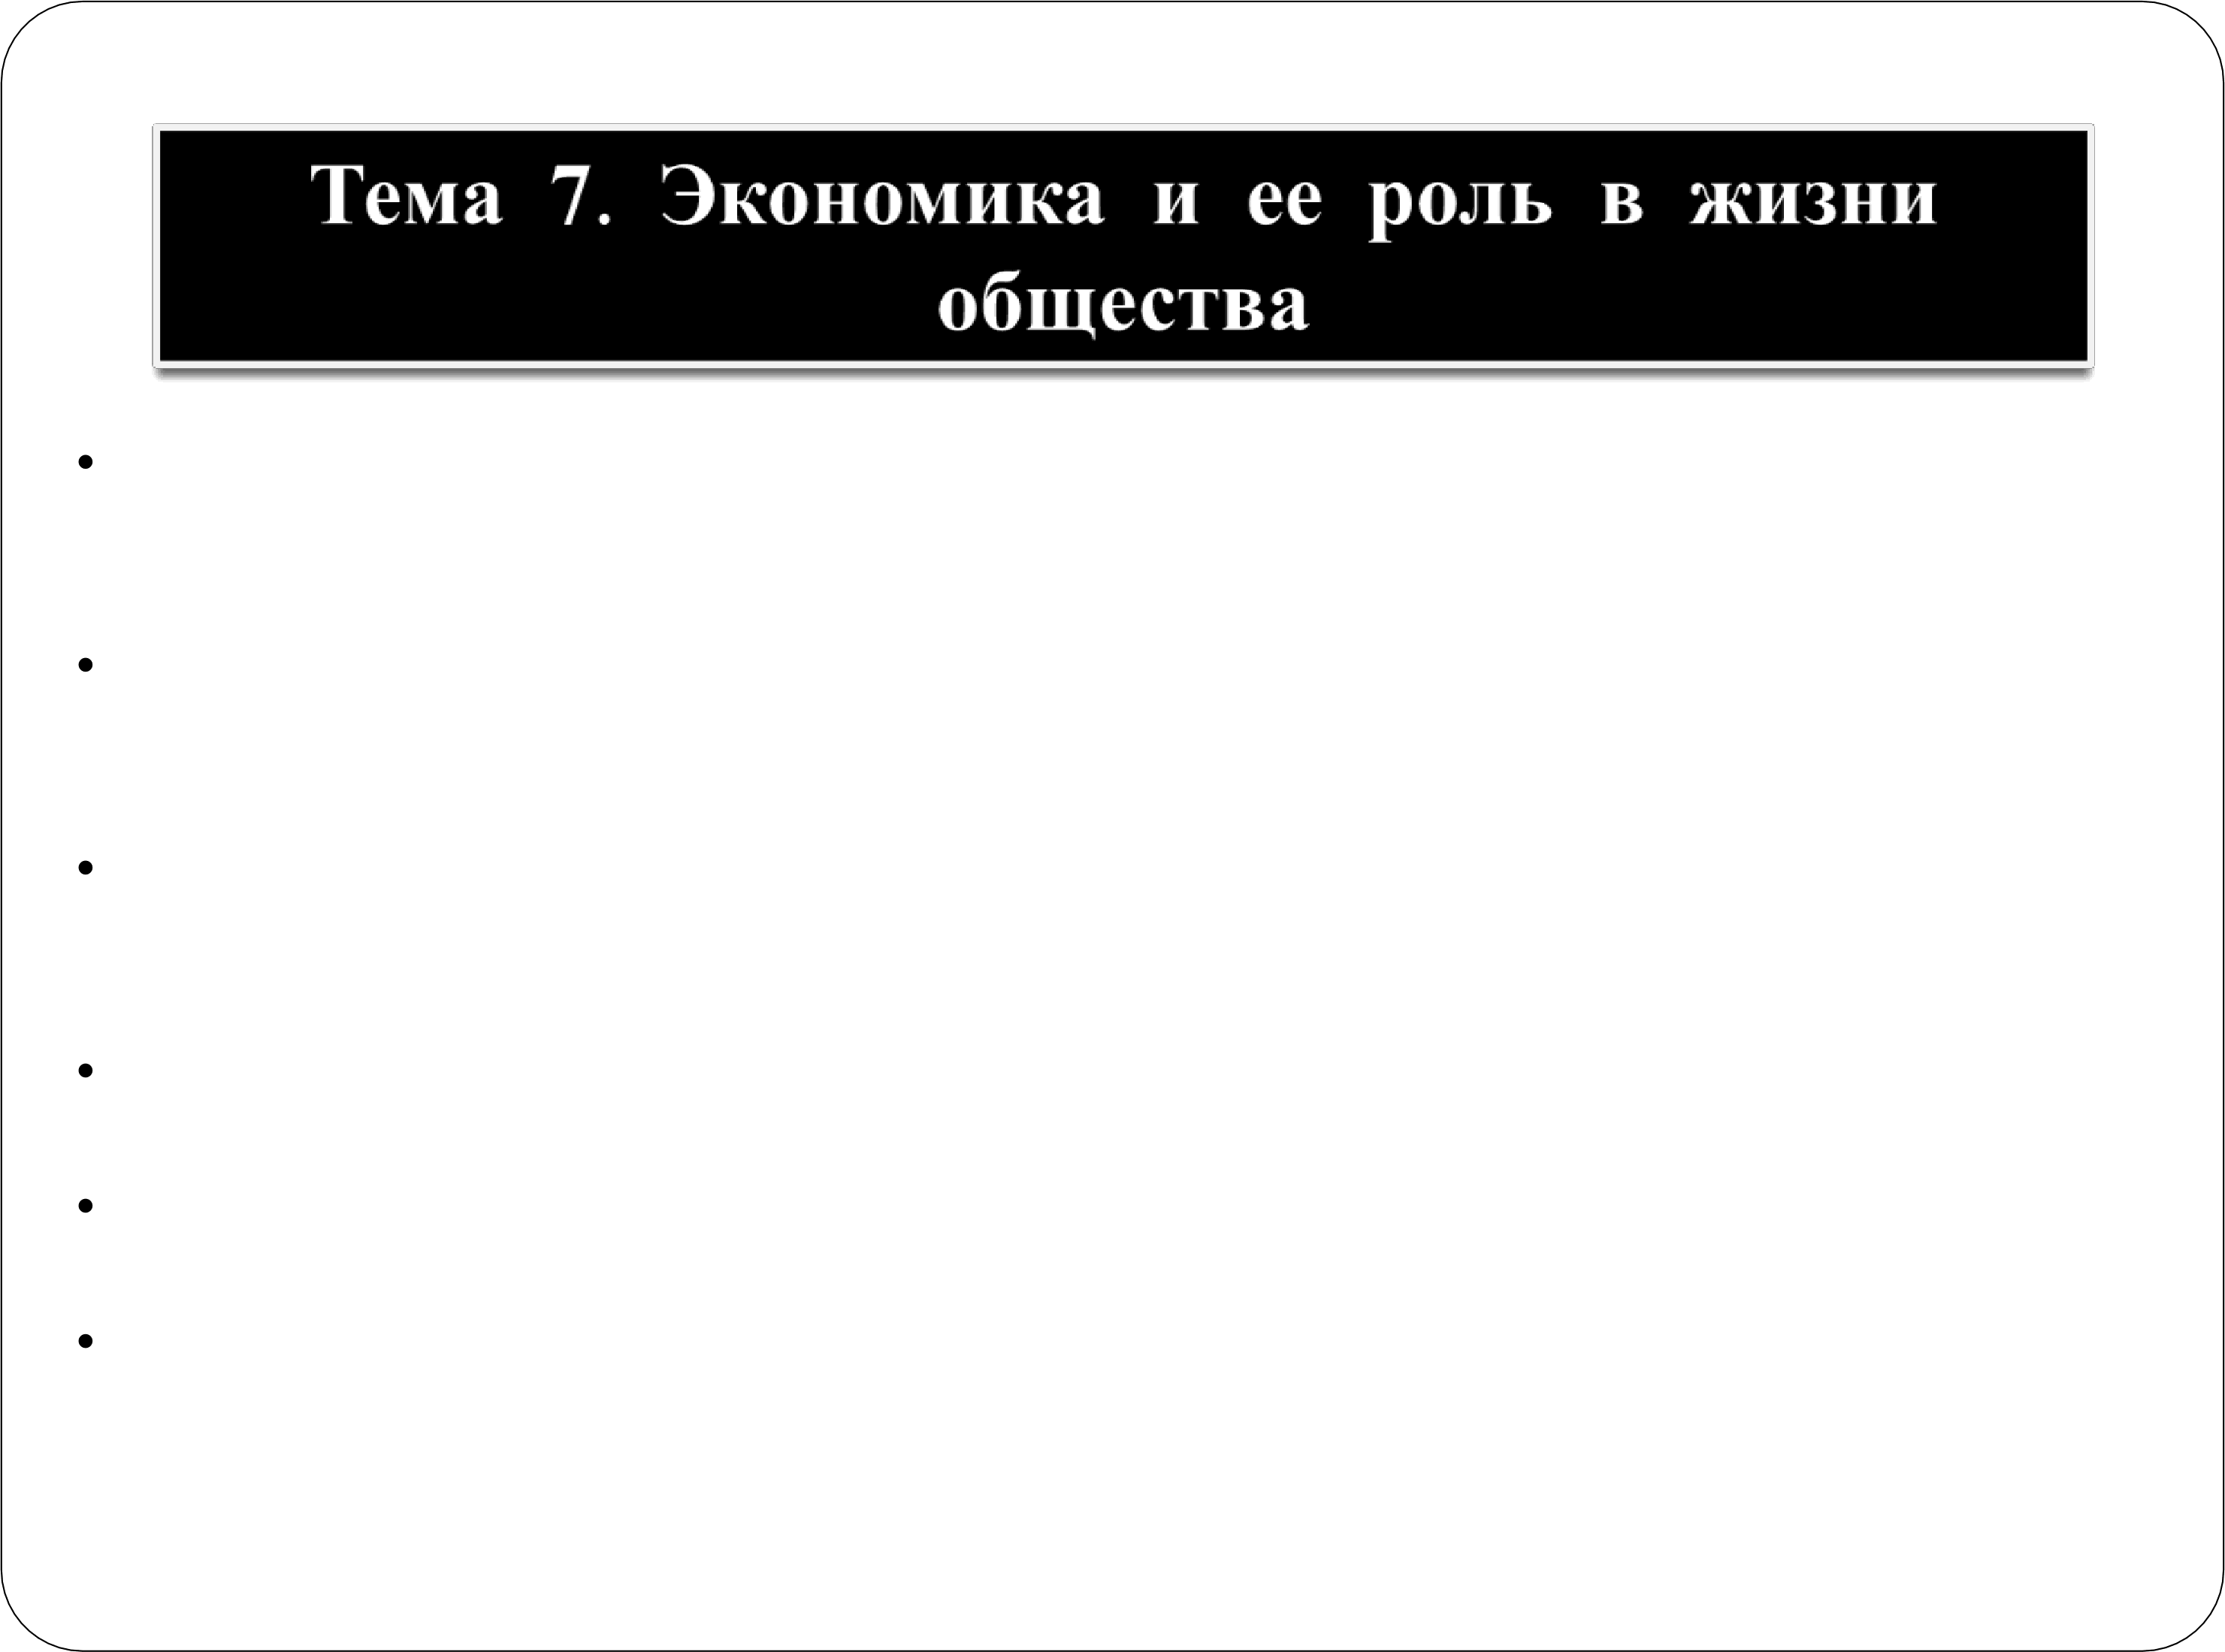 Тема 7. Экономика и ее роль в жизни
общества